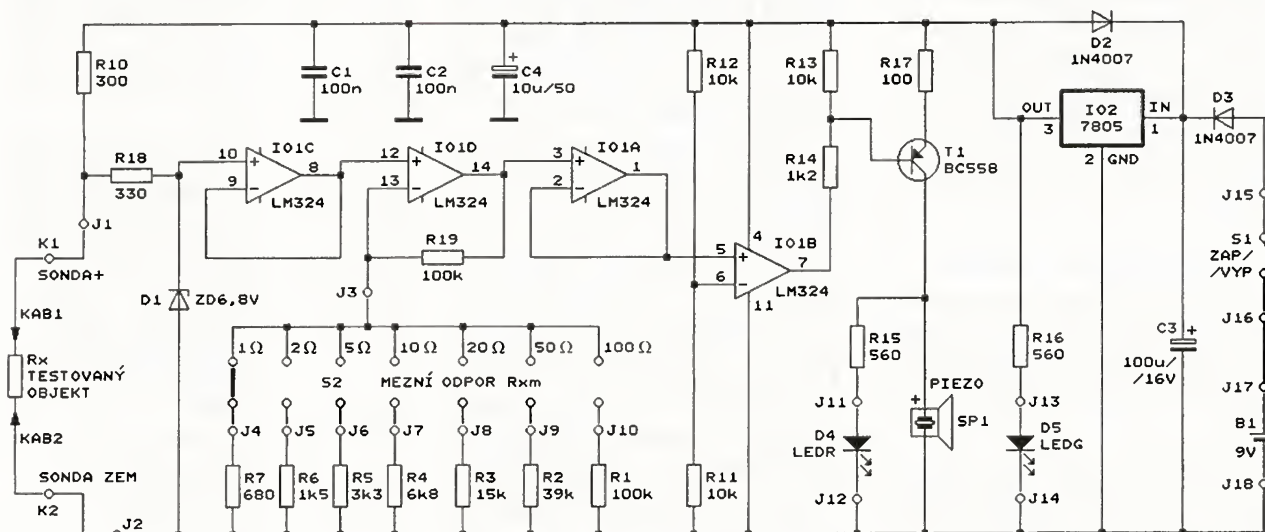 R10
300
C1
100n
C2
100n
+
C4
10u/50
R12
10k
R13
10k
R17
100
D2
1N4007
OUT
3
IO2
7805
IN
1
2
GND
D3
1N4007
R18
330
10
9
IO1C
8
LM324
12
13
IO1D
14
LM324
3
2
IO1A
1
LM324
R14
1k2
T1
BC558
J1
K1
SONDA+
R19
100k
5
6
4
IO1B
7
LM324
11
J15
S1
ZAP/
/VYP
D1
ZD6,8V
J3
KAB1
Rx
TESTOVANÝ
OBJEKT
KAB2
1Ω
2Ω
5Ω
10Ω
20Ω
50Ω
100Ω
S2
MEZNÍ ODPOR Rxm
R15
560
R16
560
C3
+
100u/
/16V
J16
J17
J4
J5
J6
J7
J8
J9
J10
J11
PIEZO
+
SP1
J13
D4
LEDR
D5
LEDG
B1
9V
SONDA ZEM
K2
R7
680
R6
1k5
R5
3k3
R4
6k8
R3
15k
R2
39k
R1
100k
R11
10k
J12
J14
J18
J2